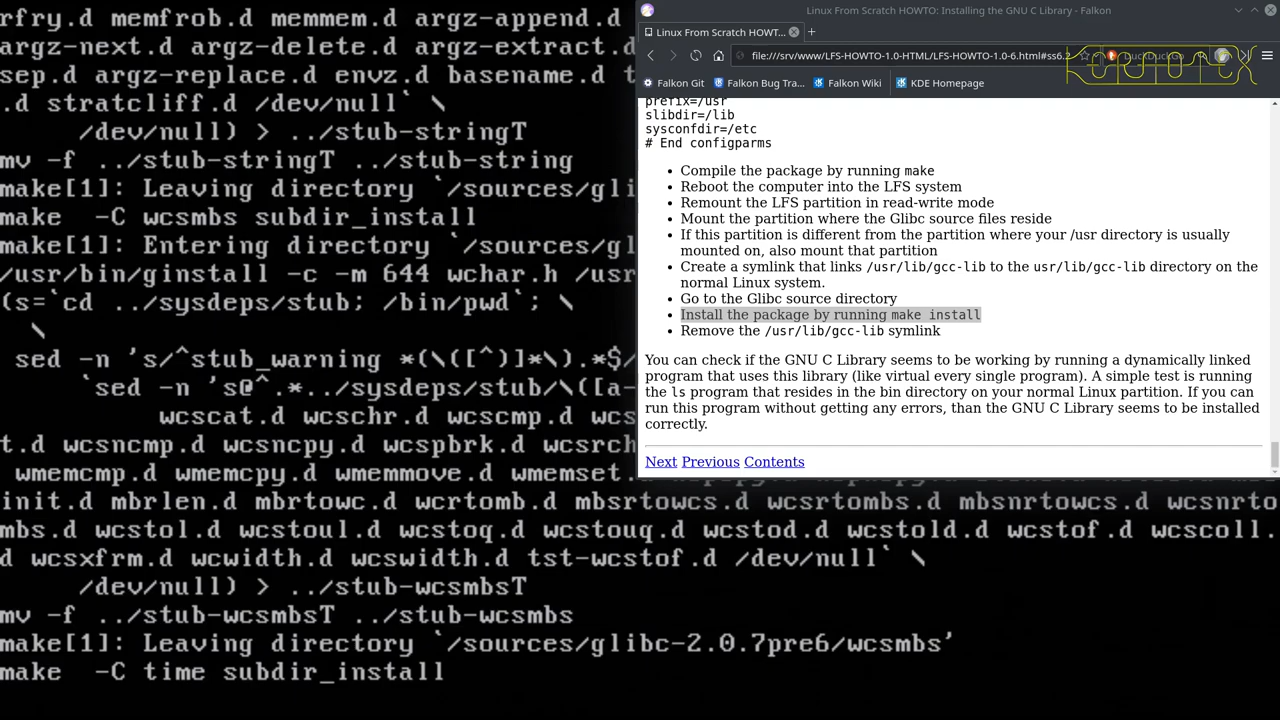 rfry.d memfrob.d memmem.d argz-append.d
argz-next.d argz-delete.d argz-extract.d
sep.d argz-replace.d envz.d basename.d
.d stratcliff.d /dev/null` \
/dev/null) > ../stub-stringT
mv -f ../stub-stringT ../stub-string
make[1]: Leaving directory `/sources/gli
make  -C wcsmbs subdir_install
make[1]: Entering directory `/sources/gl
/usr/bin/ginstall -c -m 644 wchar.h /usr
(s=`cd ../sysdeps/stub; /bin/pwd`; \
\
sed -n 's/^stub_warning *(\([^)]*\).*$/
`sed -n 's@^.*../sysdeps/stub/\([a-
wcscat.d wcschr.d wcscmp.d wcs
t.d wcsncmp.d wcsncpy.d wcspbrk.d wcsrch
wmemcmp.d wmemcpy.d wmemmove.d wmemset.d
init.d mbrlen.d mbrtowc.d wcrtomb.d mbsrtowcs.d wcsrtombs.d mbsnrtowcs.d wcsnrto
mbs.d wcstol.d wcstoul.d wcstoq.d wcstouq.d wcstod.d wcstold.d wcstof.d wcscoll.
d wcsxfrm.d wcwidth.d wcswidth.d tst-wcstof.d /dev/null` \
/dev/null) > ../stub-wcsmbsT
mv -f ../stub-wcsmbsT ../stub-wcsmbs
make[1]: Leaving directory `/sources/glibc-2.0.7pre6/wcsmbs'
make  -C time subdir_install
Linux From Scratch HOWTO: Installing the GNU C Library - Falkon
Linux From Scratch HOWT...
file:///srv/www/LFS-HOWTO-1.0-HTML/LFS-HOWTO-1.0-6.html#ss6.2
DuckDuckGo
Falkon Git Falkon Bug Tra... Falkon Wiki KDE Homepage
prefix=/usr
slibdir=/lib
sysconfdir=/etc
# End configparms
• Compile the package by running make
• Reboot the computer into the LFS system
• Remount the LFS partition in read-write mode
• Mount the partition where the Glibc source files reside
• If this partition is different from the partition where your /usr directory is usually
mounted on, also mount that partition
• Create a symlink that links /usr/lib/gcc-lib to the usr/lib/gcc-lib directory on the
normal Linux system.
• Go to the Glibc source directory
• Install the package by running make install
• Remove the /usr/lib/gcc-lib symlink
You can check if the GNU C Library seems to be working by running a dynamically linked
program that uses this library (like virtual every single program). A simple test is running
the ls program that resides in the bin directory on your normal Linux partition. If you can
run this program without getting any errors, than the GNU C Library seems to be installed
correctly.
Next Previous Contents